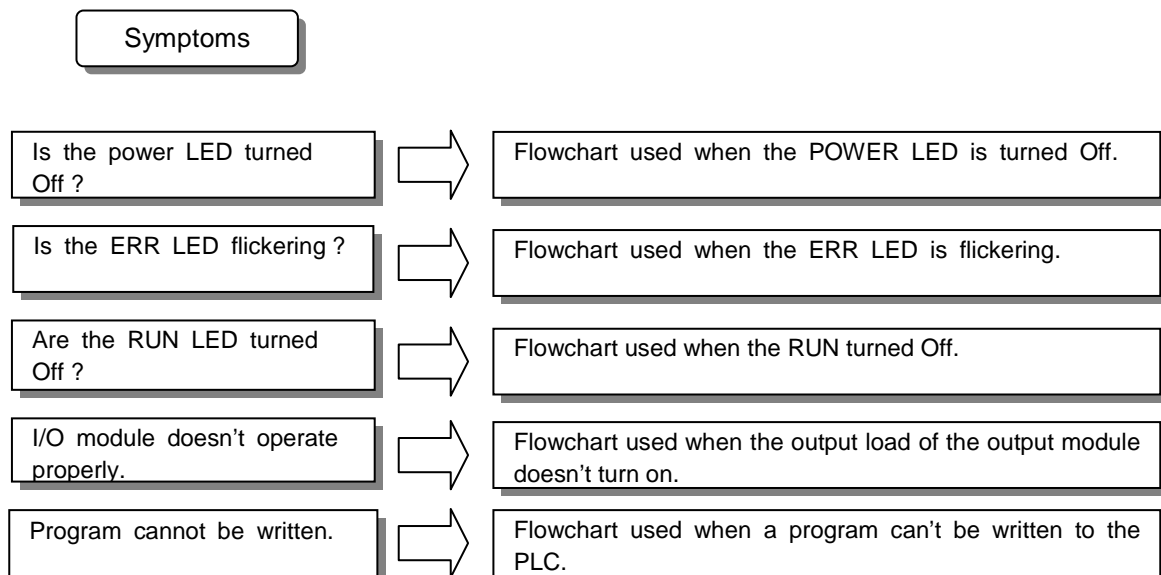 Symptoms
Is the power LED turned
Off ?
Flowchart used when the POWER LED is turned Off.
Is the ERR LED flickering ?
Flowchart used when the ERR LED is flickering.
Are the RUN LED turned
Off ?
Flowchart used when the RUN turned Off.
I/O module doesn’t operate
properly.
Flowchart used when the output load of the output module
doesn’t turn on.
Program cannot be written.
Flowchart used when a program can’t be written to the
PLC.